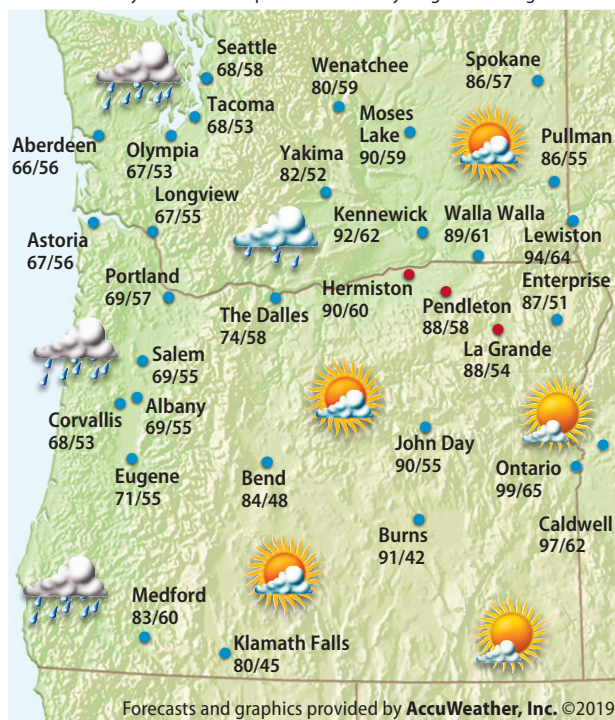 Seattle
68/58
Wenatchee
80/59
Spokane
86/57
Tacoma
68/53
Moses
Lake
90/59
Aberdeen
66/56
Olympia
67/53
Pullman
86/55
Yakima
82/52
Longview
67/55
Kennewick
92/62
Walla Walla
89/61
Lewiston
94/64
Astoria
67/56
Portland
69/57
The Dalles
74/58
Hermiston
90/60
Pendleton
88/58
Enterprise
87/51
La Grande
88/54
Salem
69/55
Albany
69/55
Corvallis
68/53
John Day
90/55
Ontario
99/65
Eugene
71/55
Bend
84/48
Caldwell
97/62
Burns
91/42
Medford
83/60
Klamath Falls
80/45
Forecasts and graphics provided by AccuWeather, Inc. ©2019